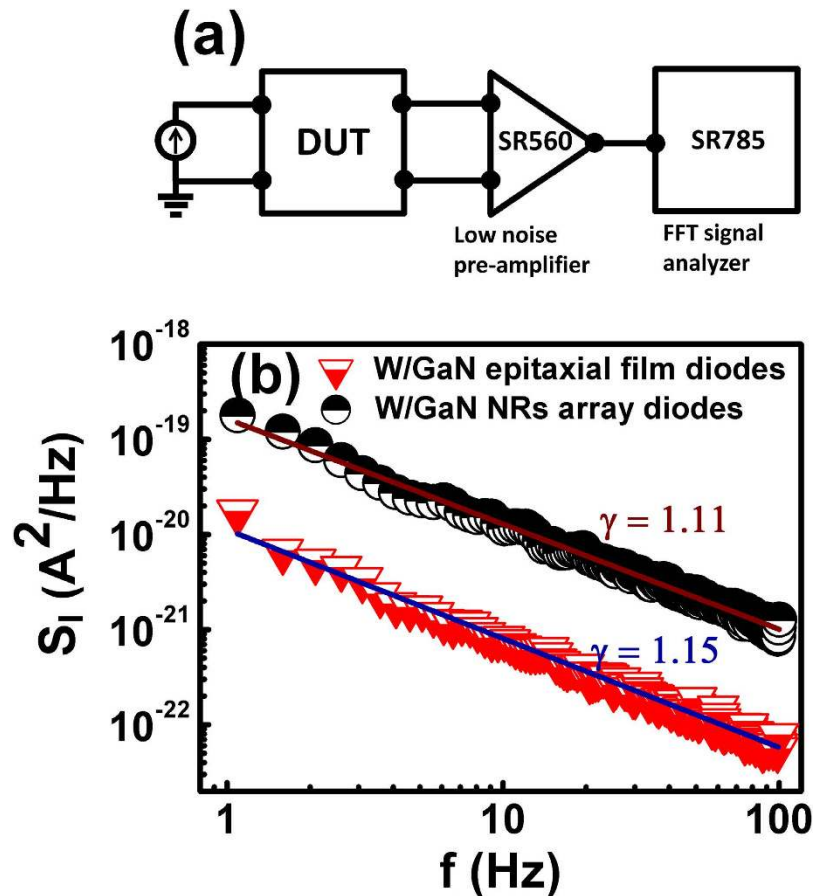 (a)
DUT
SR560
SR785
Low noise
pre-amplifier
FFT signal
analyzer
(b)
W/GaN epitaxial film diodes
W/GaN NRs array diodes
γ = 1.11
γ = 1.15
10^-18
10^-19
10^-20
10^-21
10^-22
S_I (A^2/Hz)
1 10 100
f (Hz)